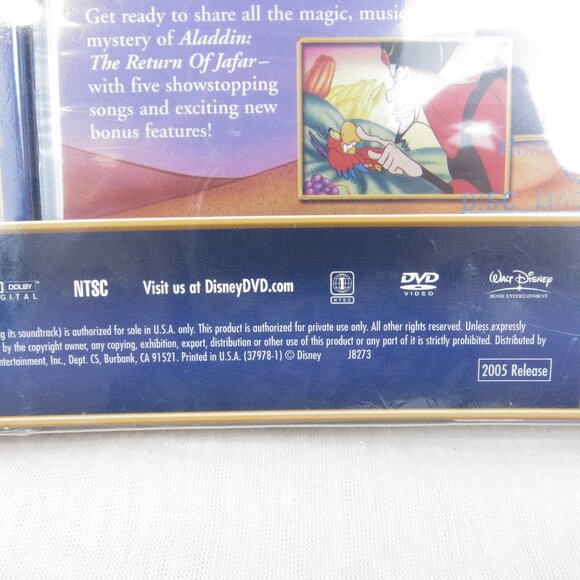 Get ready to share all the magic, music
mystery of Aladdin:
The Return Of Jafar–
with five showstopping
songs and exciting new
bonus features!
DISC MADE
DOLBY
DIGITAL
NTSC
Visit us at DisneyDVD.com
1
NTSC
DVD
VIDEO
WALT DISNEY
HOME ENTERTAINMENT
ng its soundtrack) is authorized for sale in U.S.A. only. This product is authorized for private use only. All other rights reserved. Unless expressly
by the copyright owner, any copying, exhibition, export, distribution or other use of this product or any part of it is strictly prohibited. Distributed by
ntertainment, Inc., Dept. CS, Burbank, CA 91521. Printed in U.S.A. (37978-1) © Disney J8273
2005 Release